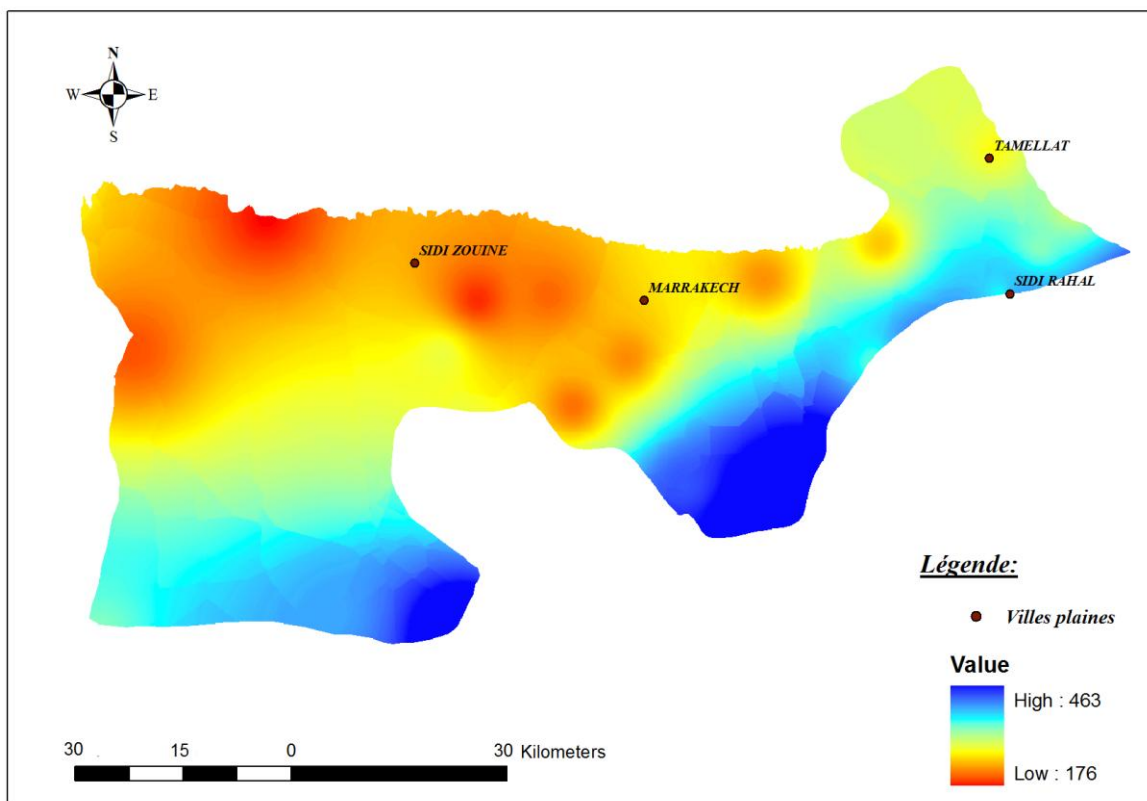 N
W E
S
TAMELLAT
SIDI ZOUINE
MARRAKECH
SIDI RAHAL
Légende:
Villes plaines
Value
High : 463
Low : 176
30 15 0 30 Kilometers